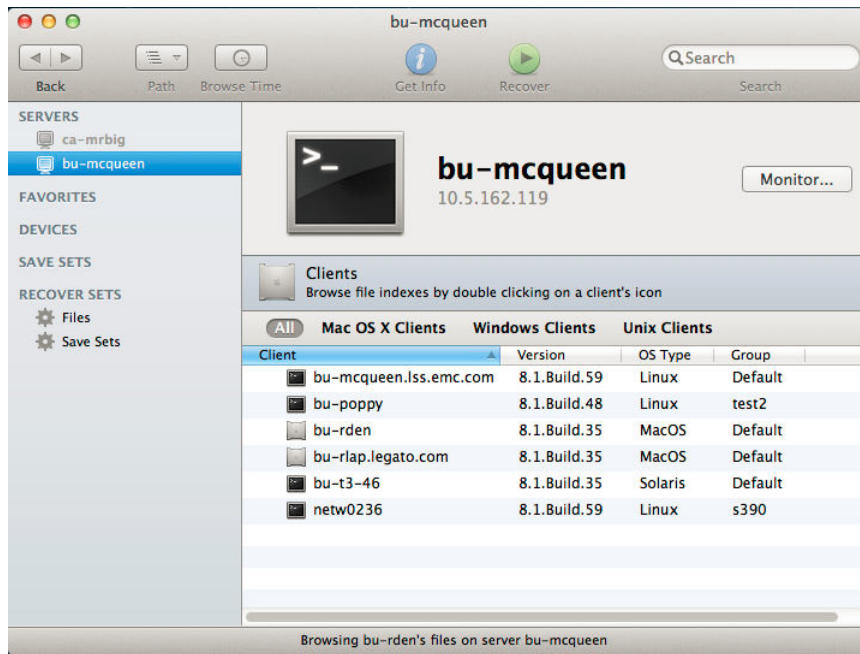 bu-mcqueen
Back Path Browse Time Get Info Recover Search
Search
SERVERS
ca-mrbig
bu-mcqueen
FAVORITES
DEVICES
SAVE SETS
RECOVER SETS
Files
Save Sets
>_
bu-mcqueen
10.5.162.119
Monitor...
Clients
Browse file indexes by double clicking on a client's icon
All Mac OS X Clients Windows Clients Unix Clients
Client Version OS Type Group
bu-mcqueen.lss.emc.com 8.1.Build.59 Linux Default
bu-poppy 8.1.Build.48 Linux test2
bu-rden 8.1.Build.35 MacOS Default
bu-rlap.legato.com 8.1.Build.35 MacOS Default
bu-t3-46 8.1.Build.35 Solaris Default
netw0236 8.1.Build.59 Linux s390
Browsing bu-rden's files on server bu-mcqueen